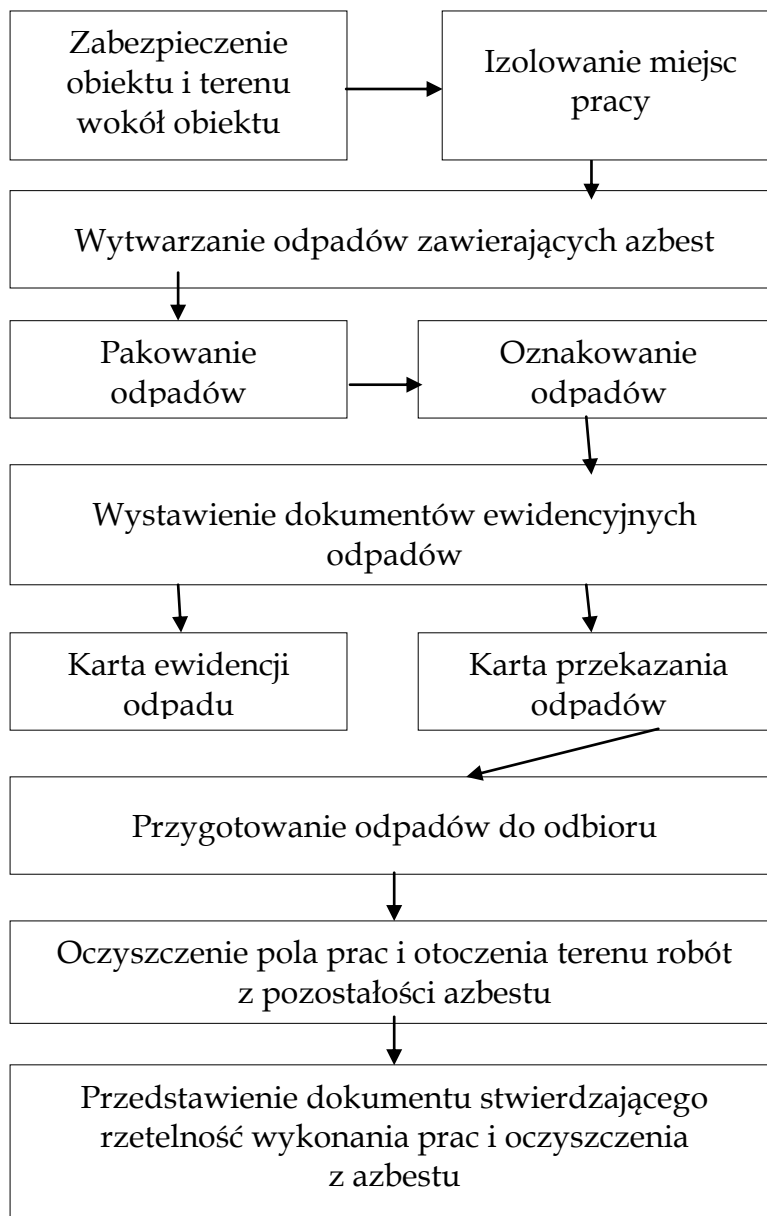 Zabezpieczenie
obiektu i terenu
wokół obiektu
Izolowanie miejsc
pracy
Wytwarzanie odpadów zawierających azbest
Pakowanie
odpadów
Oznakowanie
odpadów
Wystawienie dokumentów ewidencyjnych
odpadów
Karta ewidencji
odpadu
Karta przekazania
odpadów
Przygotowanie odpadów do odbioru
Oczyszczenie pola prac i otoczenia terenu robót
z pozostałości azbestu
Przedstawienie dokumentu stwierdzającego
rzetelność wykonania prac i oczyszczenia
z azbestu